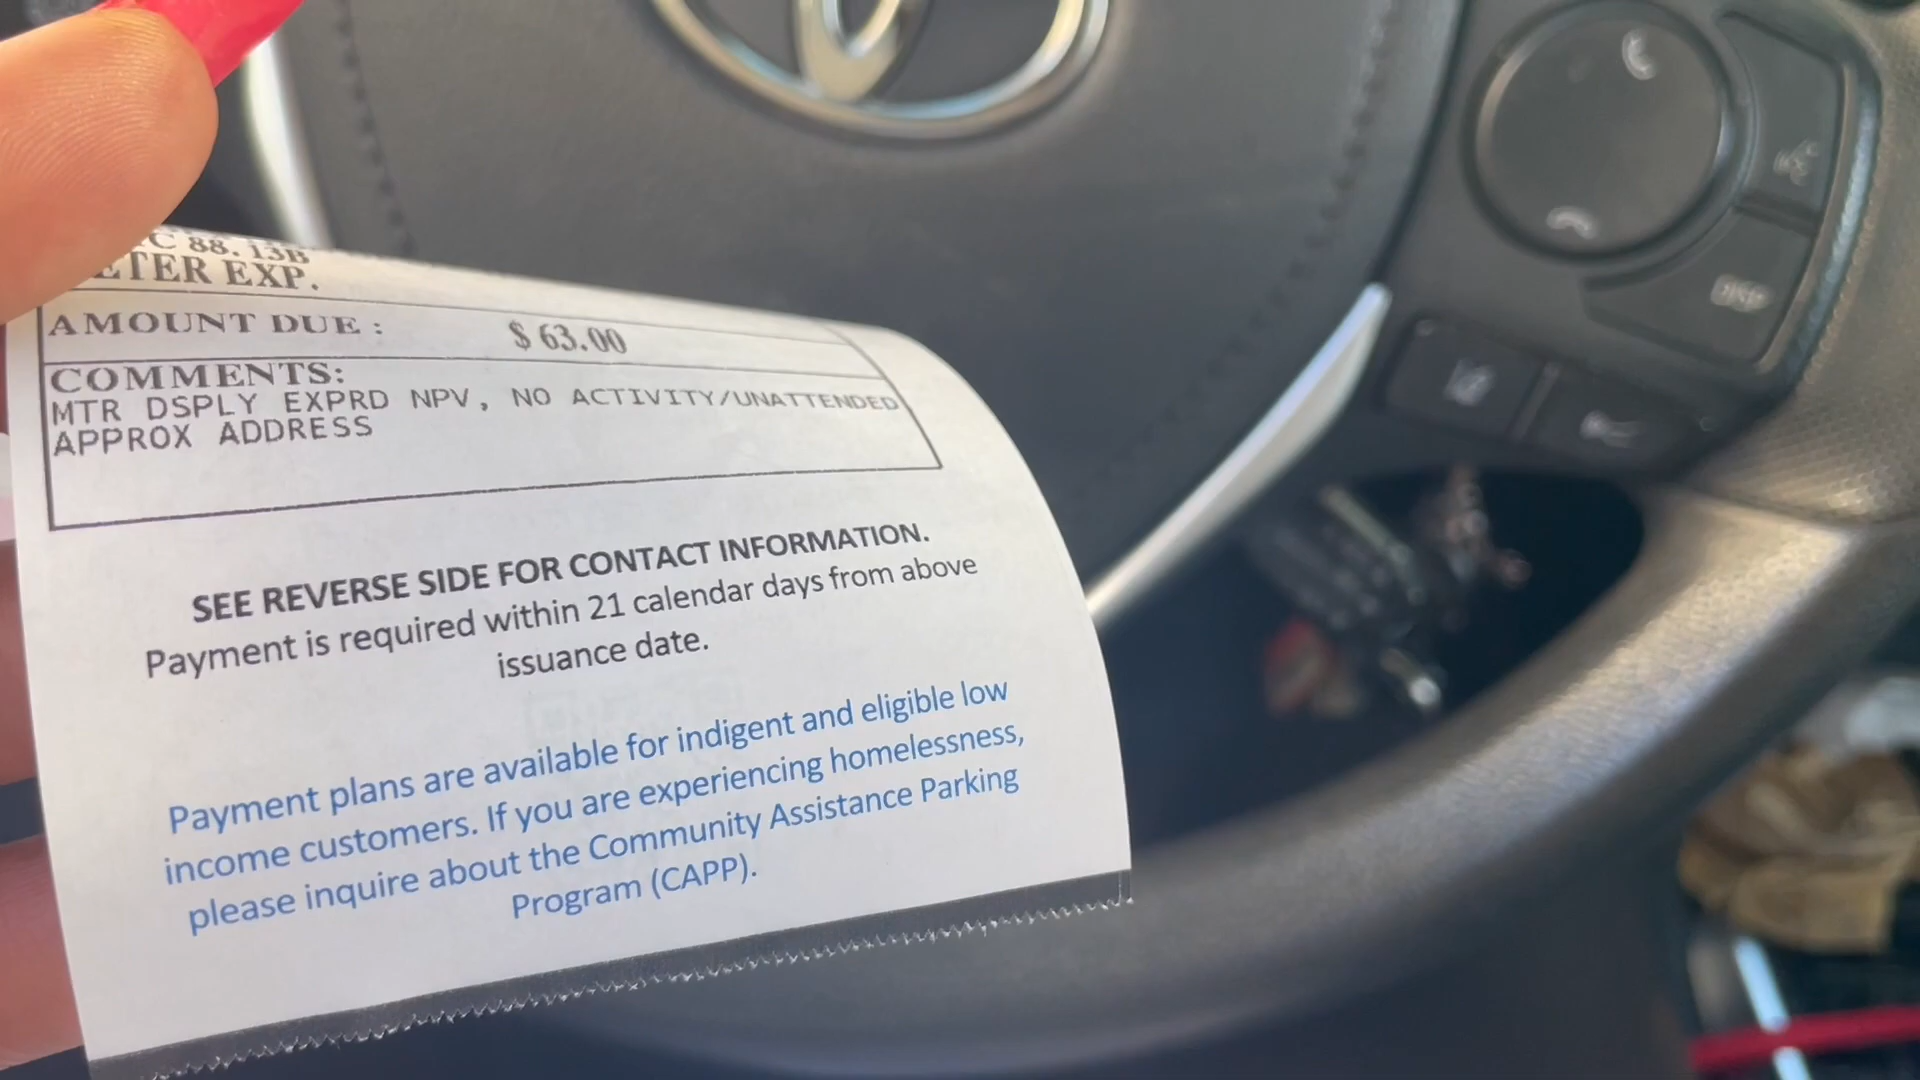 C 88.13B
ETER EXP.
AMOUNT DUE : $ 63.00
COMMENTS:
MTR DSPLY EXPRD NPV, NO ACTIVITY/UNATTENDED
APPROX ADDRESS
SEE REVERSE SIDE FOR CONTACT INFORMATION.
Payment is required within 21 calendar days from above
issuance date.
Payment plans are available for indigent and eligible low
income customers. If you are experiencing homelessness,
please inquire about the Community Assistance Parking
Program (CAPP).
DISP